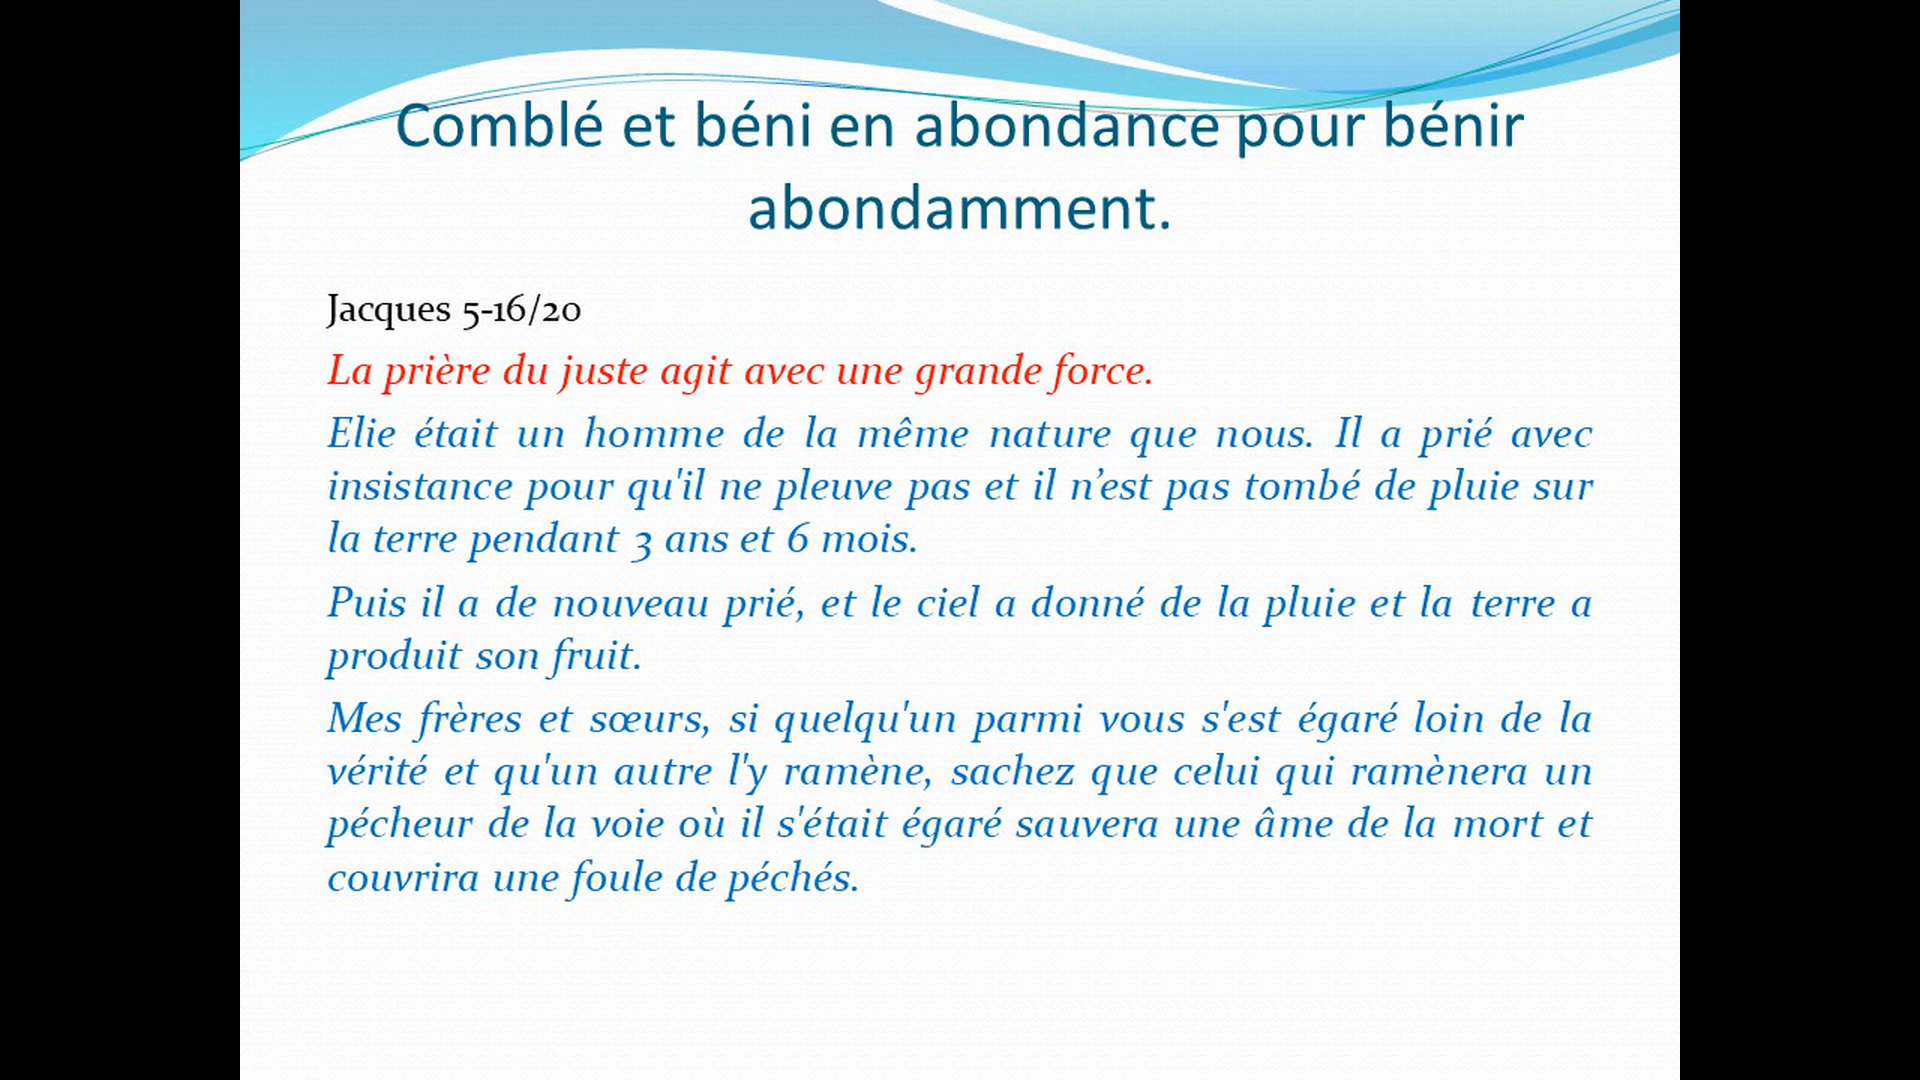 Comblé et béni en abondance pour bénir
abondamment.
Jacques 5-16/20
La prière du juste agit avec une grande force.
Elie était un homme de la même nature que nous. Il a prié avec
insistance pour qu'il ne pleuve pas et il n’est pas tombé de pluie sur
la terre pendant 3 ans et 6 mois.
Puis il a de nouveau prié, et le ciel a donné de la pluie et la terre a
produit son fruit.
Mes frères et sœurs, si quelqu'un parmi vous s'est égaré loin de la
vérité et qu'un autre l'y ramène, sachez que celui qui ramènera un
pécheur de la voie où il s'était égaré sauvera une âme de la mort et
couvrira une foule de péchés.